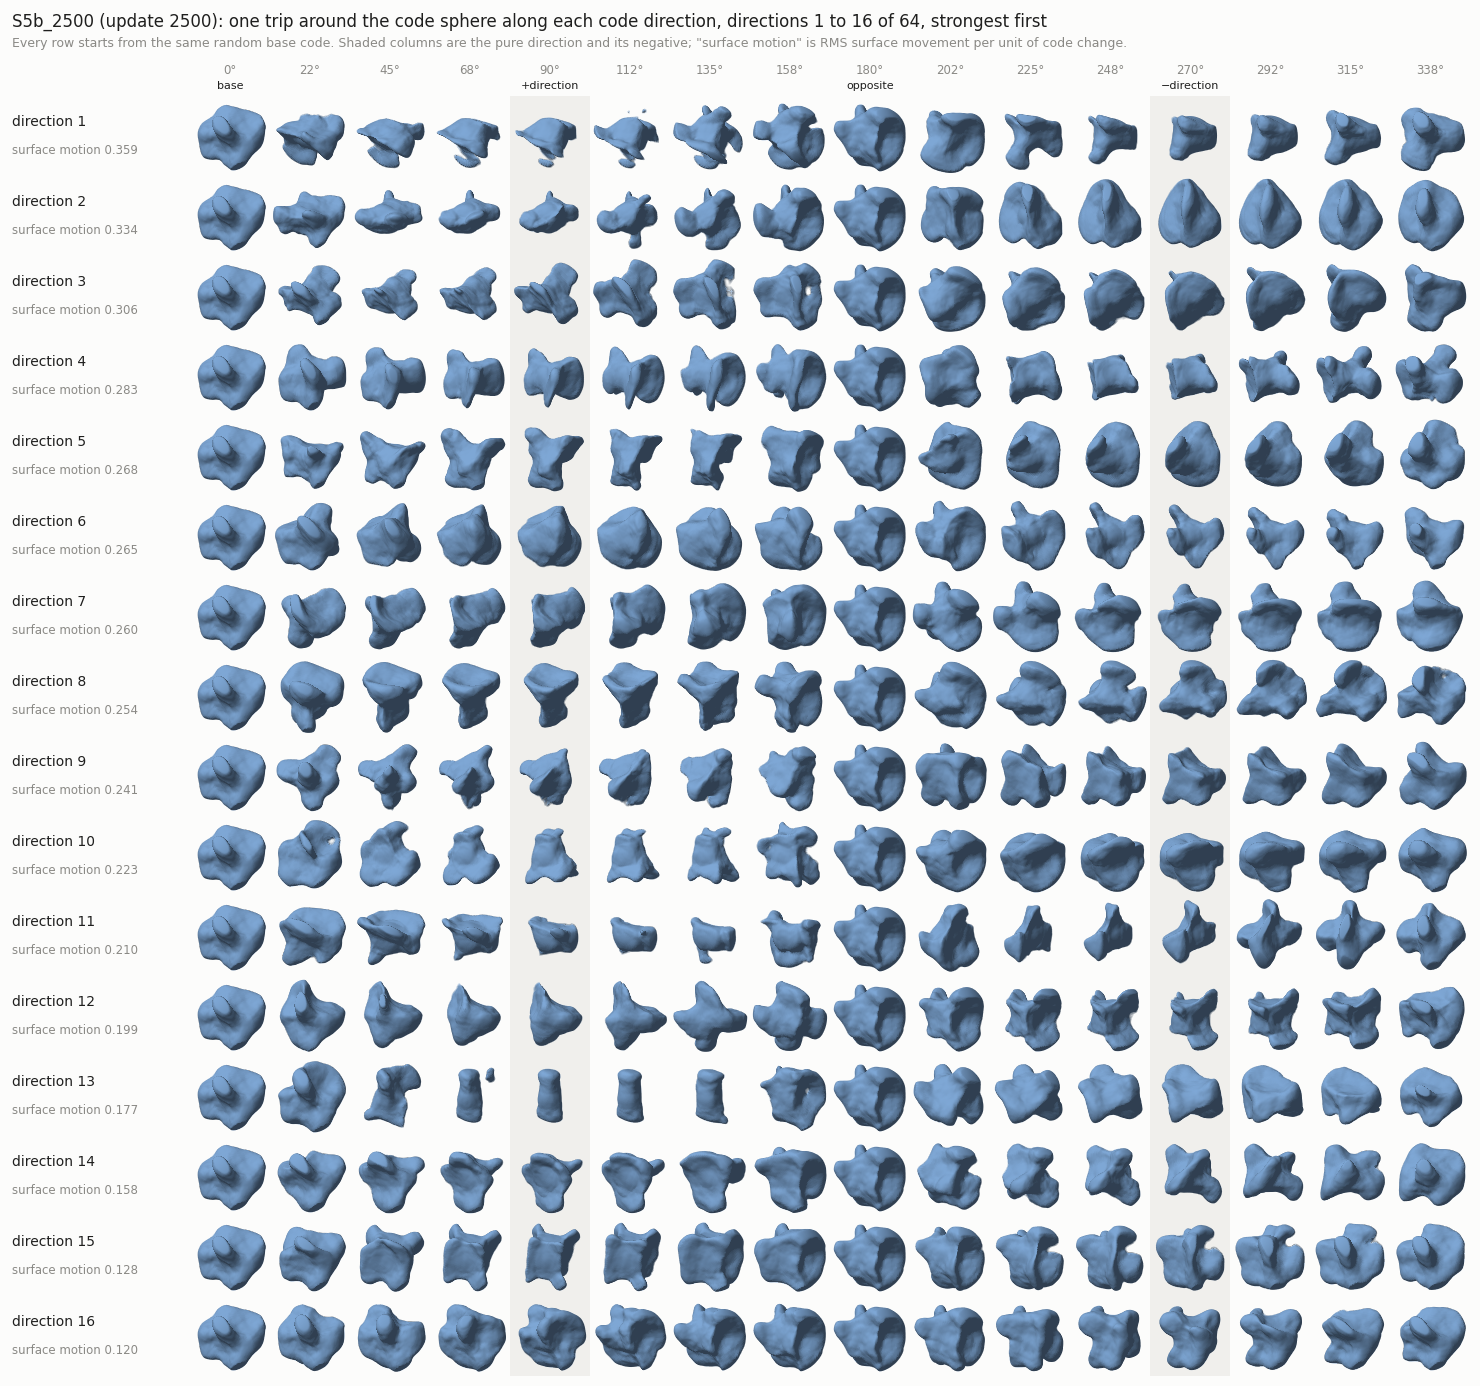 S5b_2500 (update 2500): one trip around the code sphere along each code direction, directions 1 to 16 of 64, strongest first
Every row starts from the same random base code. Shaded columns are the pure direction and its negative; "surface motion" is RMS surface movement per unit of code change.
0° 22° 45° 68° 90° 112° 135° 158° 180° 202° 225° 248° 270° 292° 315° 338°
base +direction opposite −direction
direction 1
surface motion 0.359
direction 2
surface motion 0.334
direction 3
surface motion 0.306
direction 4
surface motion 0.283
direction 5
surface motion 0.268
direction 6
surface motion 0.265
direction 7
surface motion 0.260
direction 8
surface motion 0.254
direction 9
surface motion 0.241
direction 10
surface motion 0.223
direction 11
surface motion 0.210
direction 12
surface motion 0.199
direction 13
surface motion 0.177
direction 14
surface motion 0.158
direction 15
surface motion 0.128
direction 16
surface motion 0.120